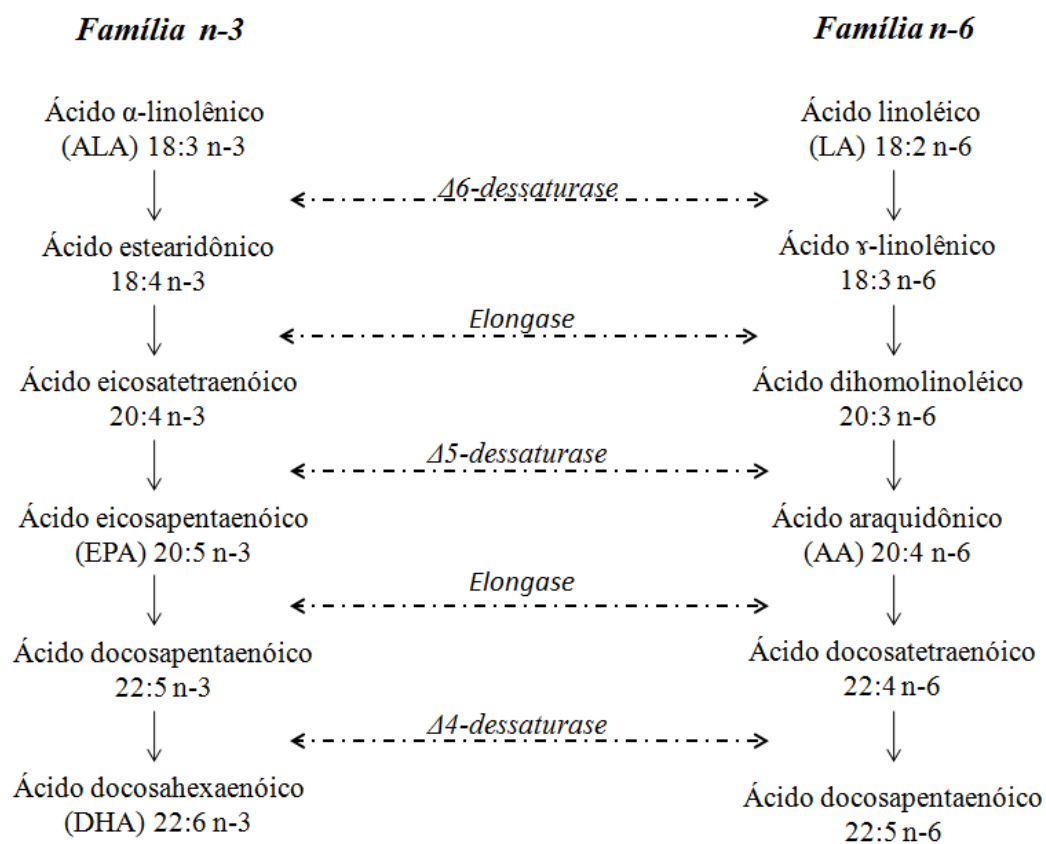 Família n-3
Família n-6
Ácido α-linolênico
(ALA) 18:3 n-3
Ácido linoléico
(LA) 18:2 n-6
Δ6-dessaturase
Ácido estearidônico
18:4 n-3
Ácido ɤ-linolênico
18:3 n-6
Elongase
Ácido eicosatetraenóico
20:4 n-3
Ácido dihomolinoléico
20:3 n-6
Δ5-dessaturase
Ácido eicosapentaenóico
(EPA) 20:5 n-3
Ácido araquidônico
(AA) 20:4 n-6
Elongase
Ácido docosapentaenóico
22:5 n-3
Ácido docosatetraenóico
22:4 n-6
Δ4-dessaturase
Ácido docosahexaenóico
(DHA) 22:6 n-3
Ácido docosapentaenóico
22:5 n-6